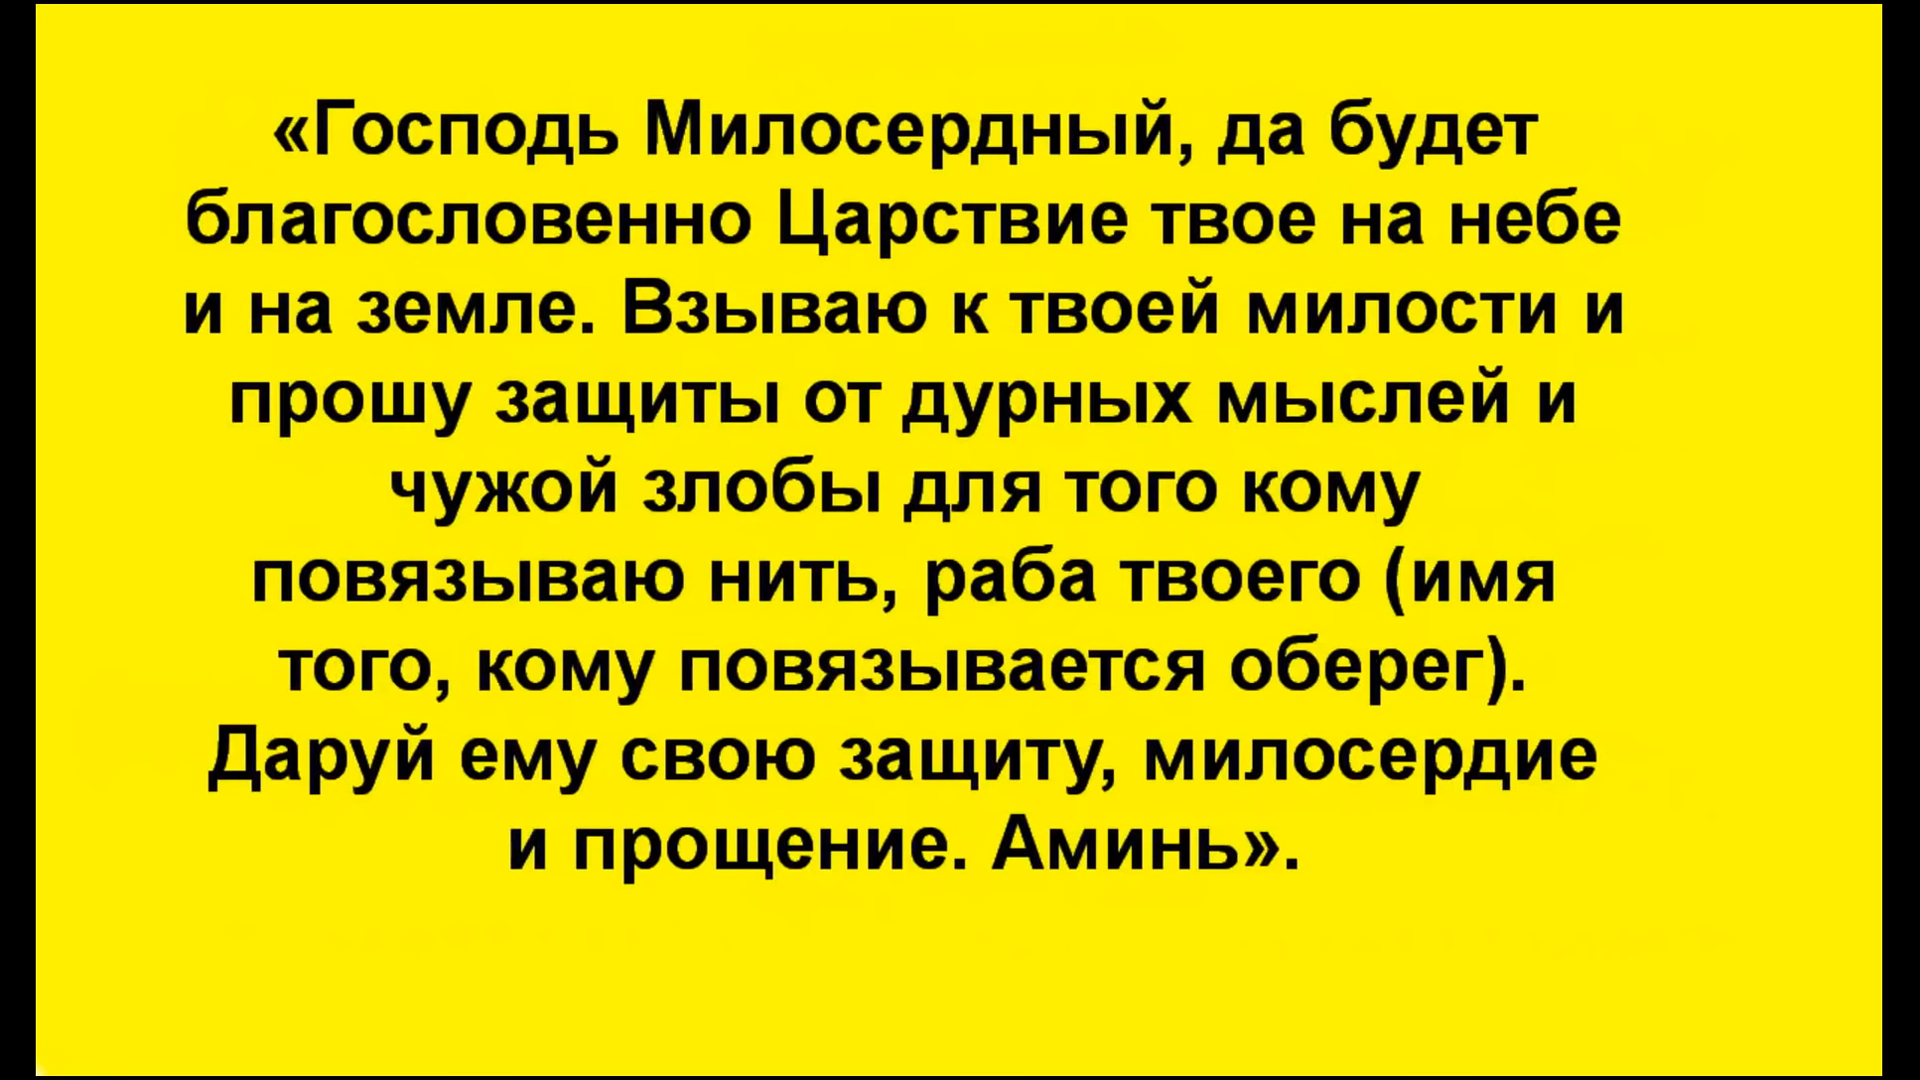 «Господь Милосердный, да будет
благословенно Царствие твое на небе
и на земле. Взываю к твоей милости и
прошу защиты от дурных мыслей и
чужой злобы для того кому
повязываю нить, раба твоего (имя
того, кому повязывается оберег).
Даруй ему свою защиту, милосердие
и прощение. Аминь».